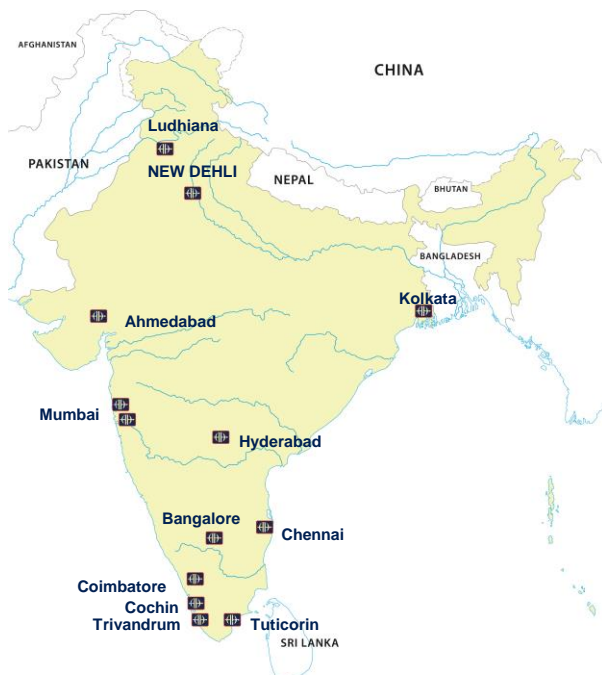 AFGHANISTAN
CHINA
Ludhiana
PAKISTAN
NEW DEHLI
NEPAL
BHUTAN
BANGLADESH
Kolkata
Ahmedabad
Mumbai
Hyderabad
Bangalore
Chennai
Coimbatore
Cochin
Trivandrum
Tuticorin
SRI LANKA